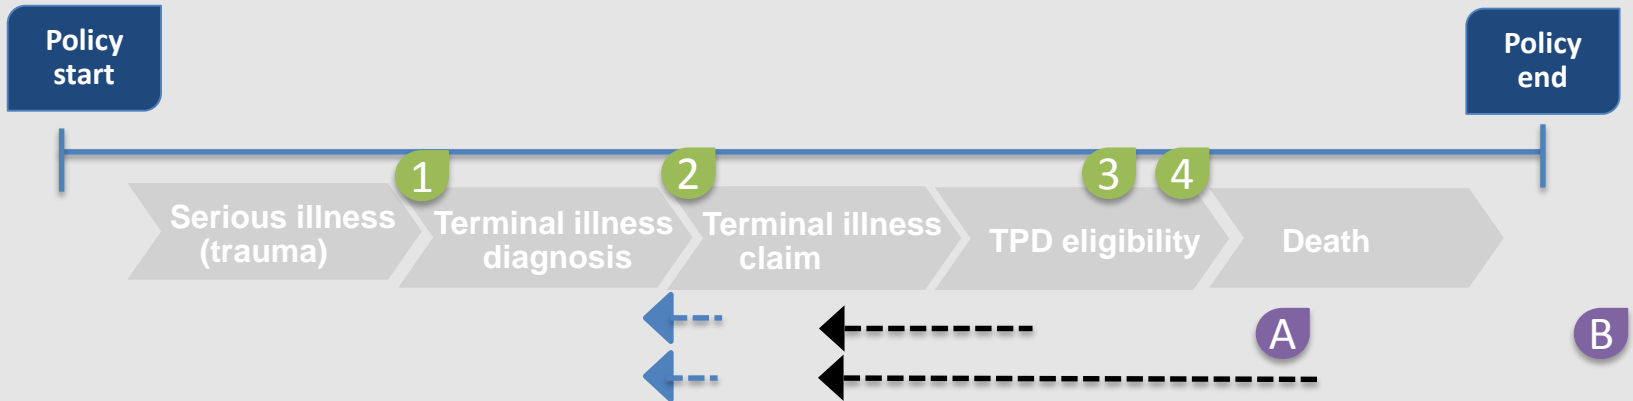 Policy
start
Policy
end
1
2
3
4
Serious illness
(trauma)
Terminal illness
diagnosis
Terminal illness
claim
TPD eligibility
Death
A
B